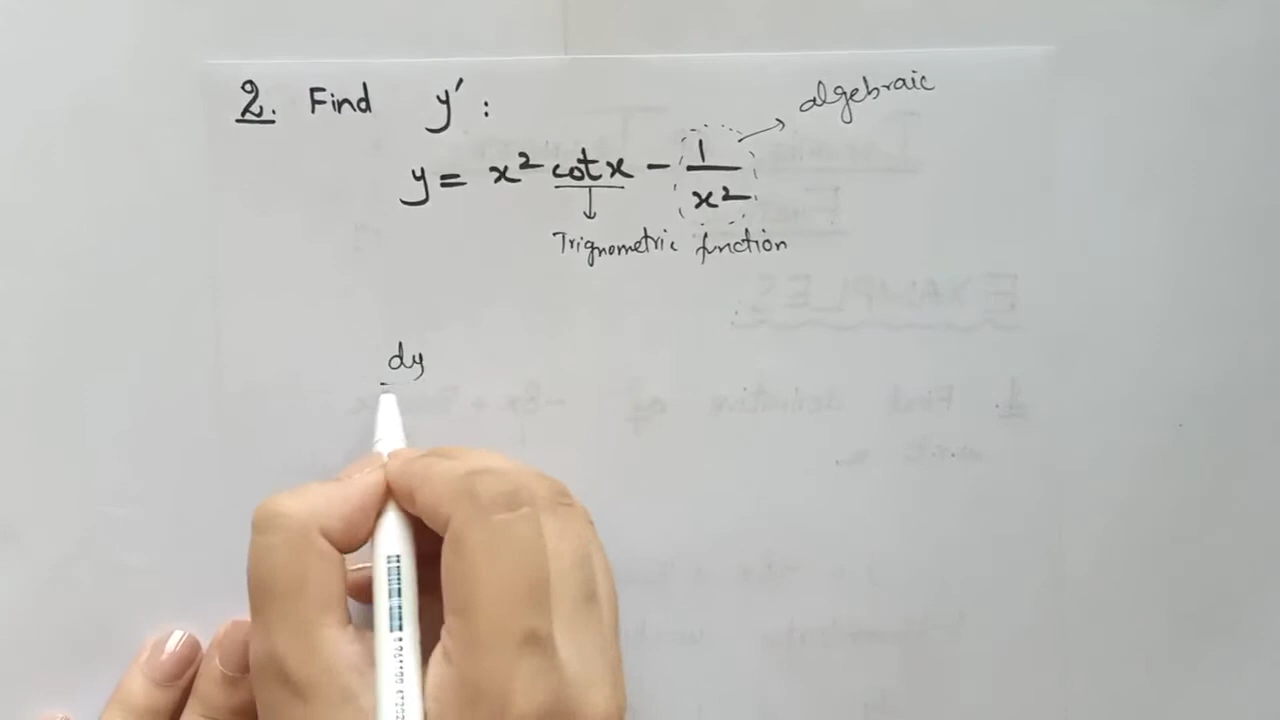 2. Find y' :
algebraic
y = x² cot x - 1/x²
Trignometric function
dy